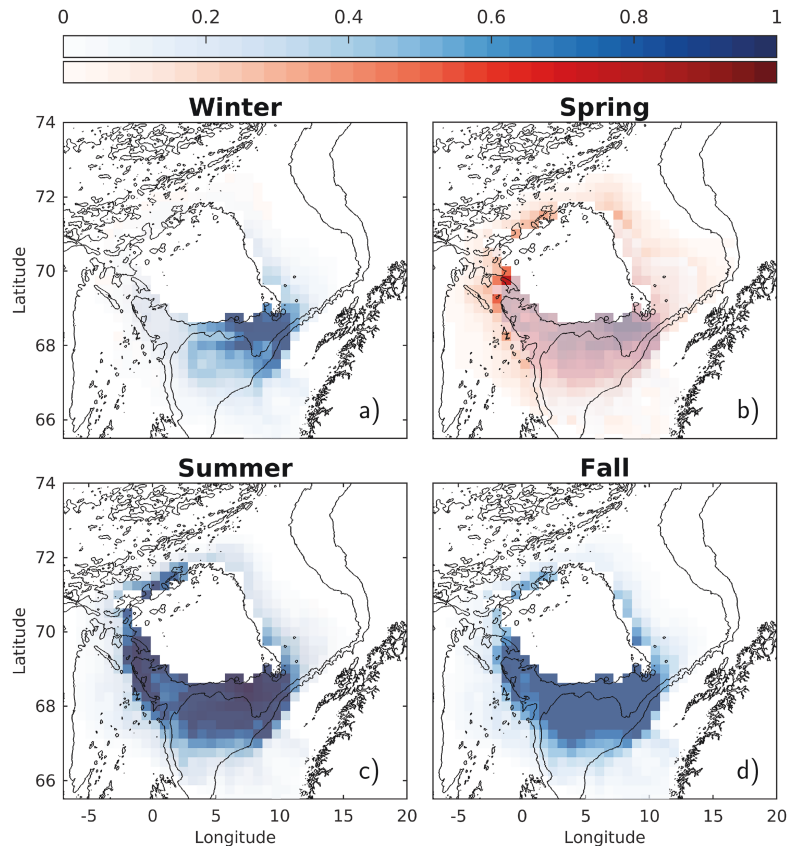 0 0.2 0.4 0.6 0.8 1
Winter Spring
74
72
70
68
66
Latitude
a) b)
Summer Fall
74
72
70
68
66
Latitude
c) d)
-5 0 5 10 15 20 -5 0 5 10 15 20
Longitude Longitude